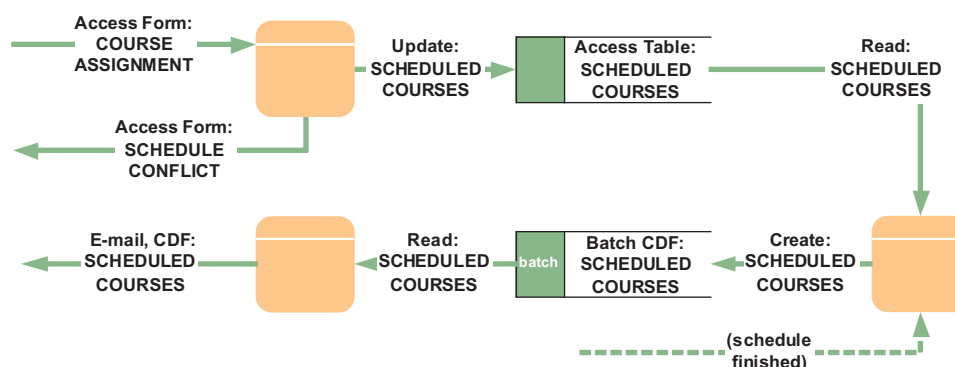 Access Form:
COURSE
ASSIGNMENT
Update:
SCHEDULED
COURSES
Access Table:
SCHEDULED
COURSES
Read:
SCHEDULED
COURSES
Access Form:
SCHEDULE
CONFLICT
E-mail, CDF:
SCHEDULED
COURSES
Read:
SCHEDULED
COURSES
batch
Batch CDF:
SCHEDULED
COURSES
Create:
SCHEDULED
COURSES
(schedule
finished)